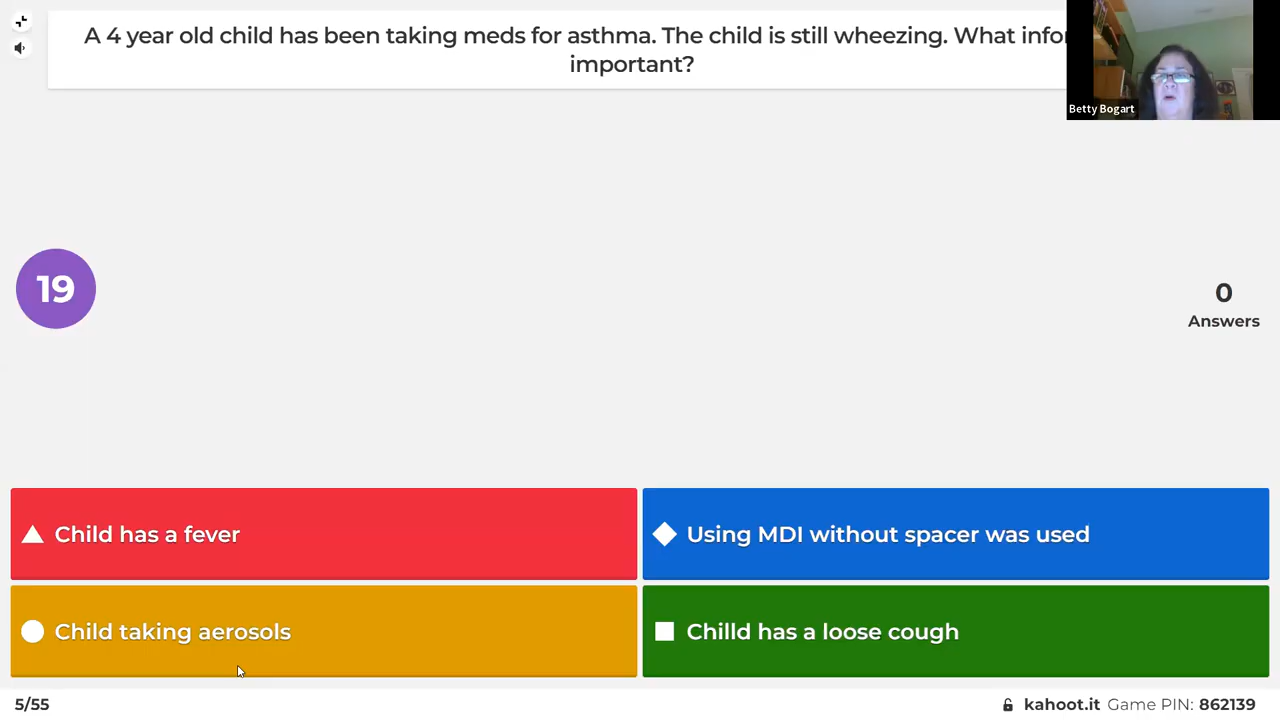 A 4 year old child has been taking meds for asthma. The child is still wheezing. What
important?
Betty Bogart
19
0
Answers
Child has a fever
Using MDI without spacer was used
Child taking aerosols
Chilld has a loose cough
5/55
kahoot.it Game PIN: 862139